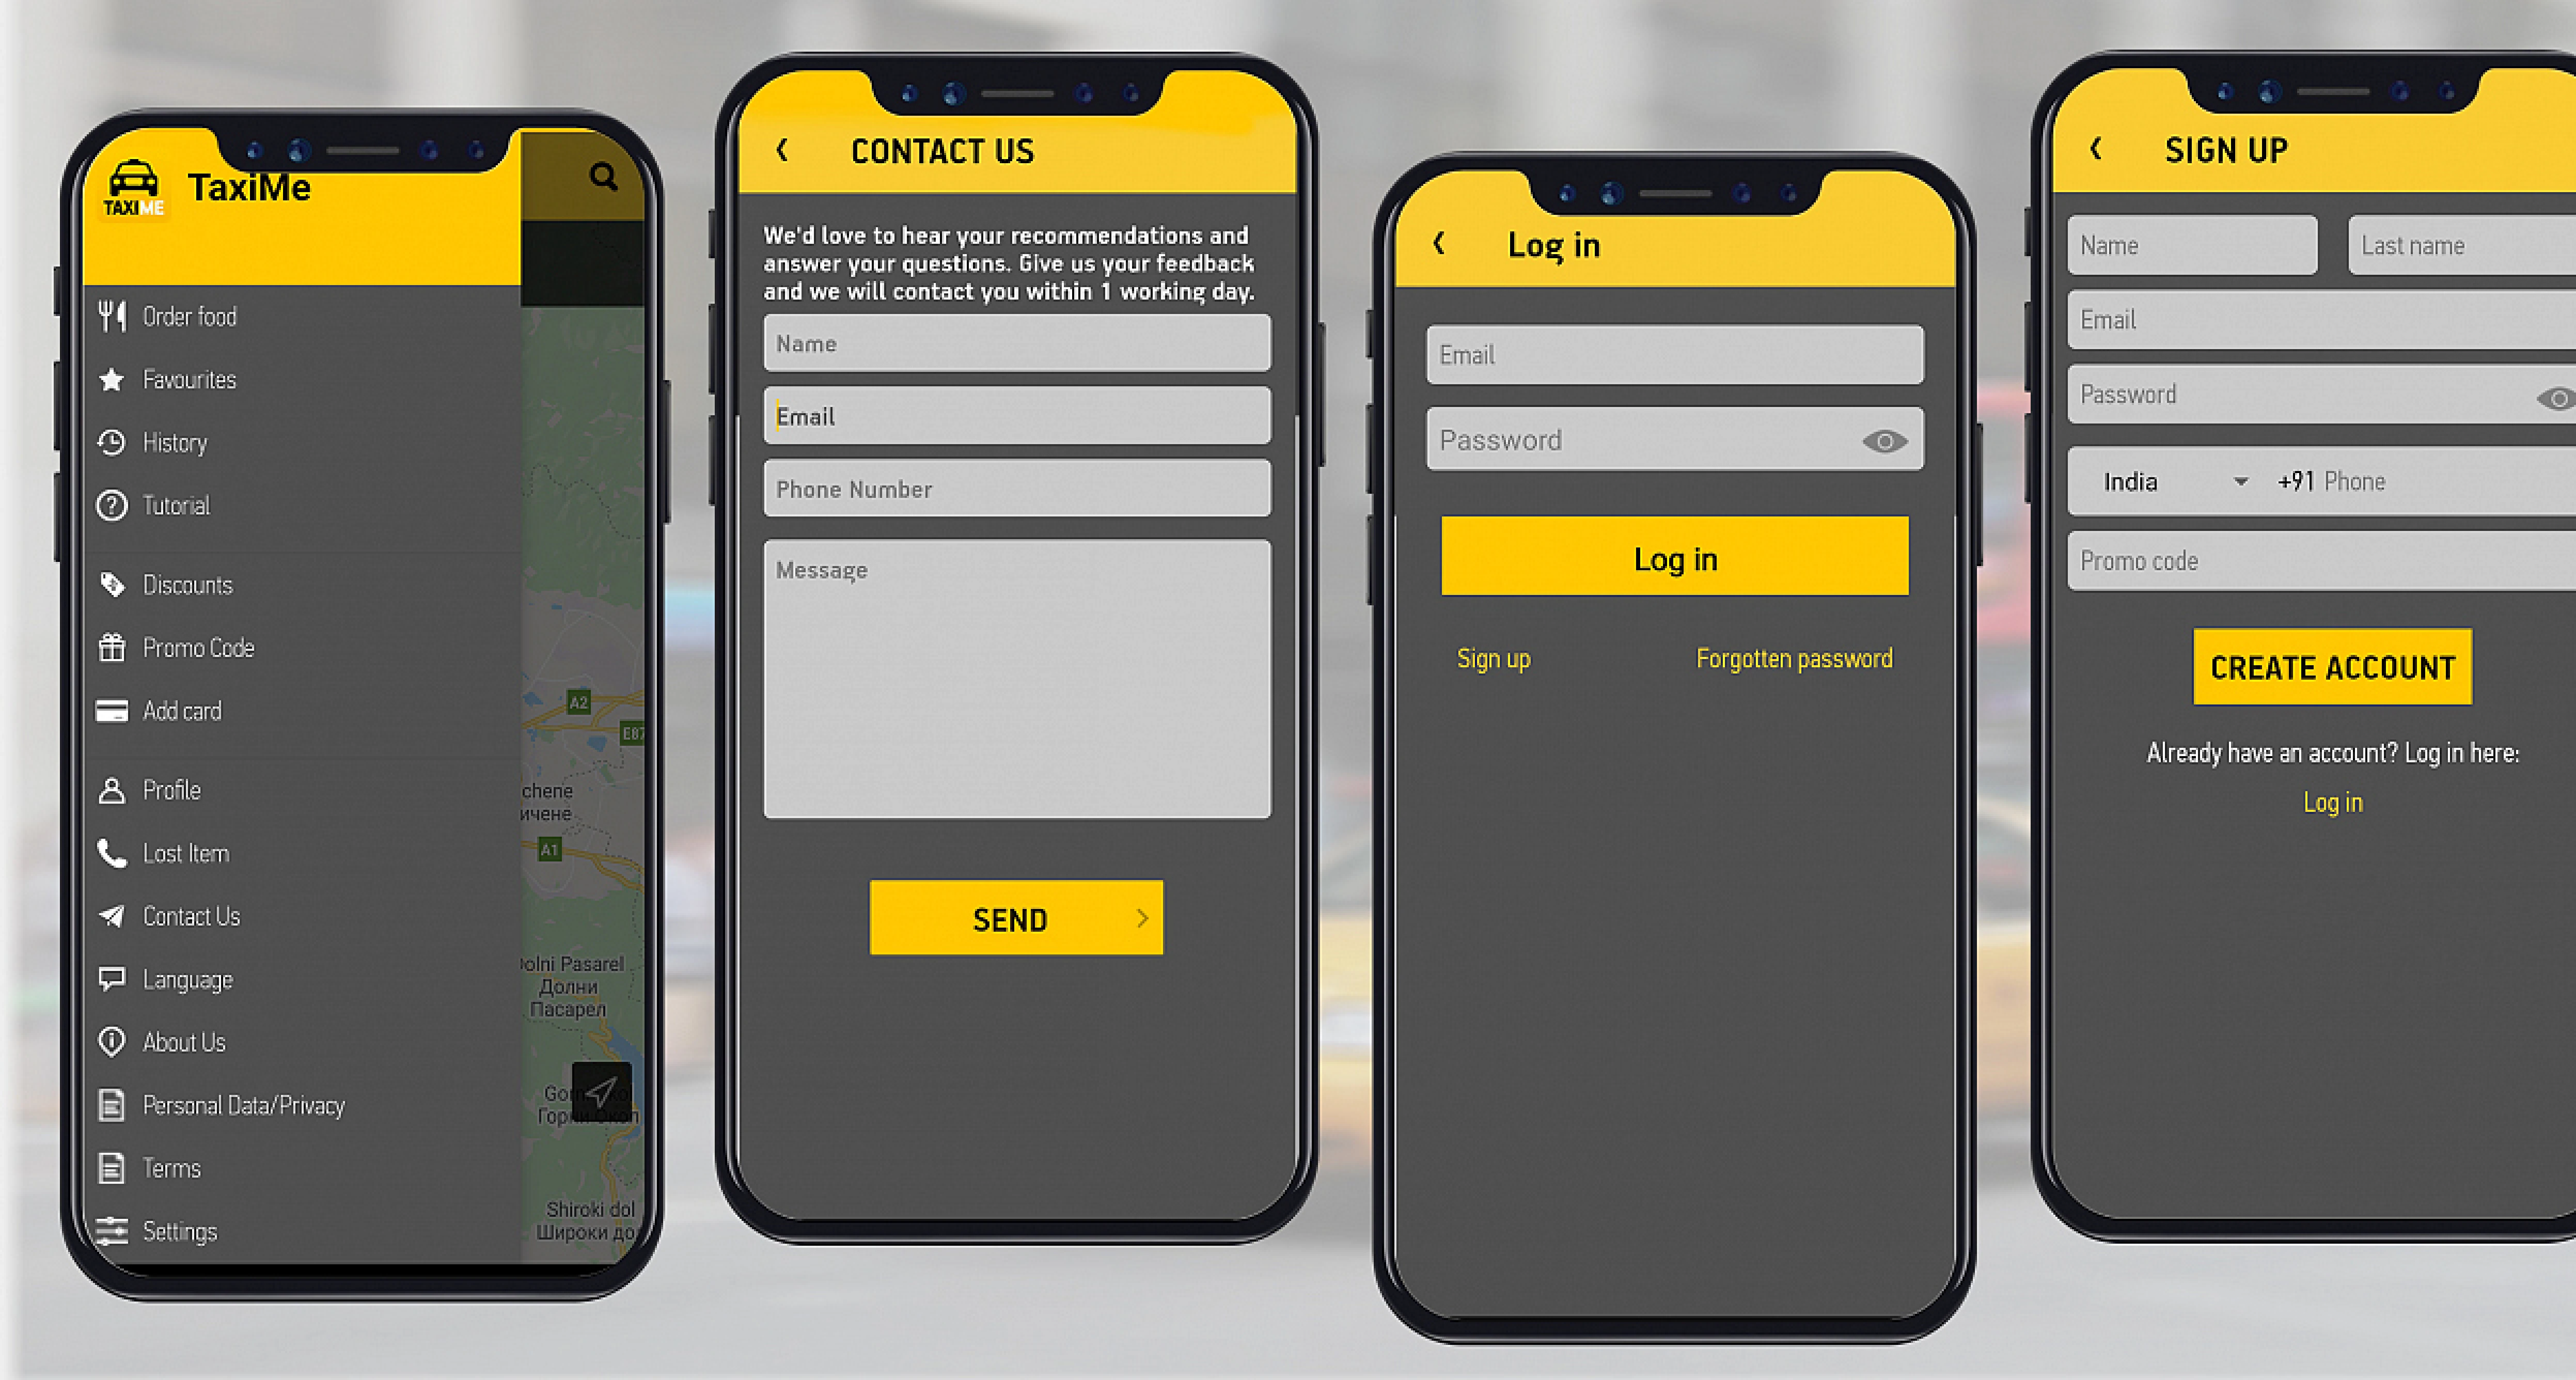 TaxiMe
TAXIME
Order food
Favourites
History
Tutorial
Discounts
Promo Code
Add card
Profile
Lost Item
Contact Us
Language
About Us
Personal Data/Privacy
Terms
Settings
A2
E87
chene
ичене
A1
olni Pasarel
Долни
Пасарел
Shiroki dol
Широки до
CONTACT US
We'd love to hear your recommendations and
answer your questions. Give us your feedback
and we will contact you within 1 working day.
Name
Email
Phone Number
Message
SEND
Log in
Email
Password
Log in
Sign up Forgotten password
SIGN UP
Name Last name
Email
Password
India +91 Phone
Promo code
CREATE ACCOUNT
Already have an account? Log in here:
Log in